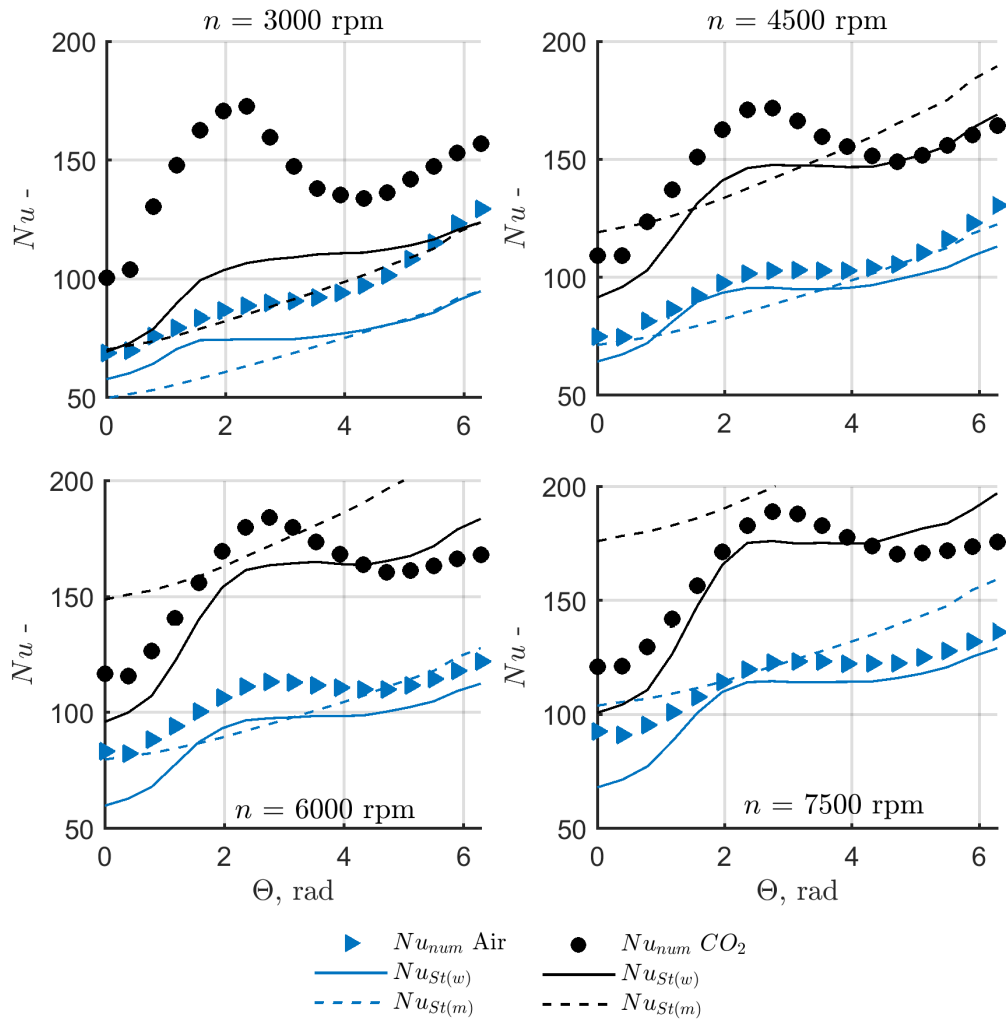 n = 3000 rpm
n = 4500 rpm
200
150
100
50
Nu -
0 2 4 6
200
150
100
50
Nu -
0 2 4 6
200
150
100
50
Nu -
n = 6000 rpm
0 2 4 6
Θ, rad
200
150
100
50
Nu -
n = 7500 rpm
0 2 4 6
Θ, rad
Nu_num Air
Nu_St(w)
Nu_St(m)
Nu_num CO_2
Nu_St(w)
Nu_St(m)